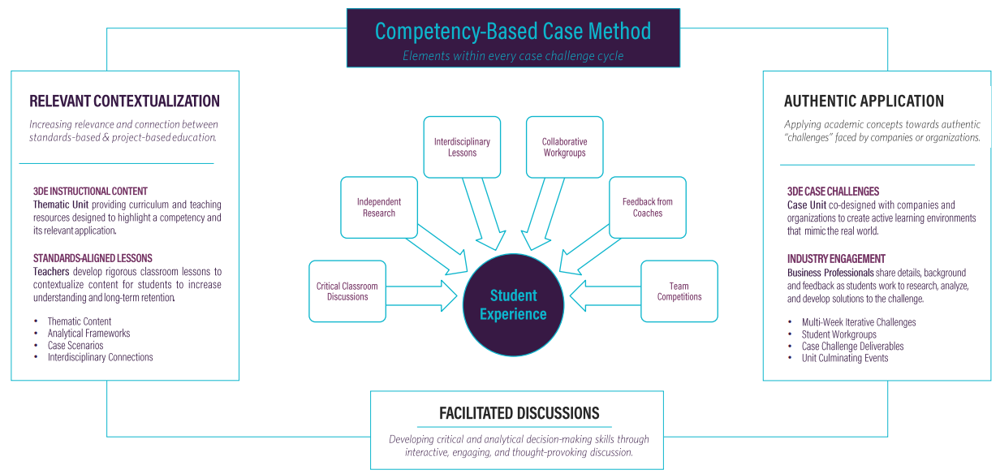 Competency-Based Case Method
Elements within every case challenge cycle
RELEVANT CONTEXTUALIZATION
Increasing relevance and connection between
standards-based & project-based education.
3DE INSTRUCTIONAL CONTENT
Thematic Unit providing curriculum and teaching
resources designed to highlight a competency and
its relevant application.
STANDARDS-ALIGNED LESSONS
Teachers develop rigorous classroom lessons to
contextualize content for students to increase
understanding and long-term retention.
• Thematic Content
• Analytical Frameworks
• Case Scenarios
• Interdisciplinary Connections
Critical Classroom
Discussions
Independent
Research
Interdisciplinary
Lessons
Collaborative
Workgroups
Feedback from
Coaches
Team
Competitions
Student
Experience
AUTHENTIC APPLICATION
Applying academic concepts towards authentic
“challenges” faced by companies or organizations.
3DE CASE CHALLENGES
Case Unit co-designed with companies and
organizations to create active learning environments
that mimic the real world.
INDUSTRY ENGAGEMENT
Business Professionals share details, background
and feedback as students work to research, analyze,
and develop solutions to the challenge.
• Multi-Week Iterative Challenges
• Student Workgroups
• Case Challenge Deliverables
• Unit Culminating Events
FACILITATED DISCUSSIONS
Developing critical and analytical decision-making skills through
interactive, engaging, and thought-provoking discussion.